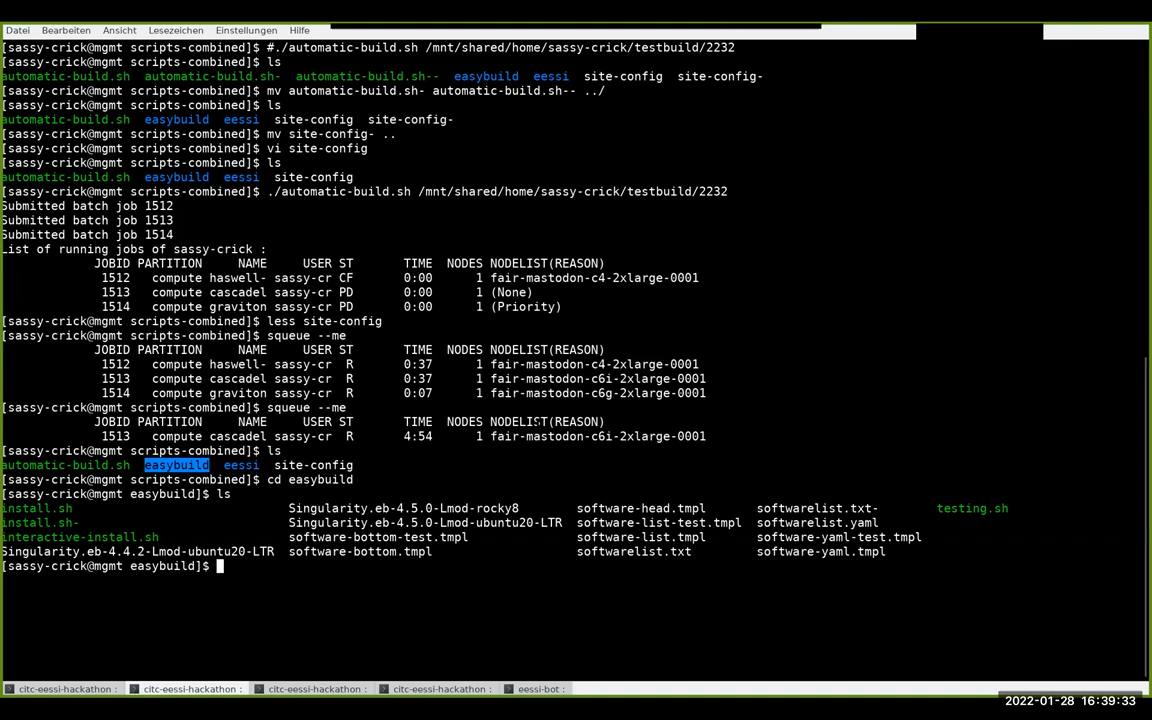 Datei Bearbeiten Ansicht Lesezeichen Einstellungen Hilfe
[sassy-crick@mgmt scripts-combined]$ #./automatic-build.sh /mnt/shared/home/sassy-crick/testbuild/2232
[sassy-crick@mgmt scripts-combined]$ ls
automatic-build.sh automatic-build.sh- automatic-build.sh-- easybuild eessi site-config site-config-
[sassy-crick@mgmt scripts-combined]$ mv automatic-build.sh- automatic-build.sh-- ../
[sassy-crick@mgmt scripts-combined]$ ls
automatic-build.sh easybuild eessi site-config site-config-
[sassy-crick@mgmt scripts-combined]$ mv site-config- ..
[sassy-crick@mgmt scripts-combined]$ vi site-config
[sassy-crick@mgmt scripts-combined]$ ls
automatic-build.sh easybuild eessi site-config
[sassy-crick@mgmt scripts-combined]$ ./automatic-build.sh /mnt/shared/home/sassy-crick/testbuild/2232
Submitted batch job 1512
Submitted batch job 1513
Submitted batch job 1514
List of running jobs of sassy-crick :
JOBID PARTITION NAME USER ST TIME NODES NODELIST(REASON)
1512 compute haswell- sassy-cr CF 0:00 1 fair-mastodon-c4-2xlarge-0001
1513 compute cascadel sassy-cr PD 0:00 1 (None)
1514 compute graviton sassy-cr PD 0:00 1 (Priority)
[sassy-crick@mgmt scripts-combined]$ less site-config
[sassy-crick@mgmt scripts-combined]$ squeue --me
JOBID PARTITION NAME USER ST TIME NODES NODELIST(REASON)
1512 compute haswell- sassy-cr R 0:37 1 fair-mastodon-c4-2xlarge-0001
1513 compute cascadel sassy-cr R 0:37 1 fair-mastodon-c6i-2xlarge-0001
1514 compute graviton sassy-cr R 0:07 1 fair-mastodon-c6g-2xlarge-0001
[sassy-crick@mgmt scripts-combined]$ squeue --me
JOBID PARTITION NAME USER ST TIME NODES NODELIST(REASON)
1513 compute cascadel sassy-cr R 4:54 1 fair-mastodon-c6i-2xlarge-0001
[sassy-crick@mgmt scripts-combined]$ ls
automatic-build.sh easybuild eessi site-config
[sassy-crick@mgmt scripts-combined]$ cd easybuild
[sassy-crick@mgmt easybuild]$ ls
install.sh Singularity.eb-4.5.0-Lmod-rocky8 software-head.tmpl softwarelist.txt- testing.sh
install.sh- Singularity.eb-4.5.0-Lmod-ubuntu20-LTR software-list-test.tmpl softwarelist.yaml
interactive-install.sh software-bottom-test.tmpl software-list.tmpl software-yaml-test.tmpl
Singularity.eb-4.4.2-Lmod-ubuntu20-LTR software-bottom.tmpl softwarelist.txt software-yaml.tmpl
[sassy-crick@mgmt easybuild]$
citc-eessi-hackathon : citc-eessi-hackathon : citc-eessi-hackathon : citc-eessi-hackathon : eessi-bot :
2022-01-28 16:39:33